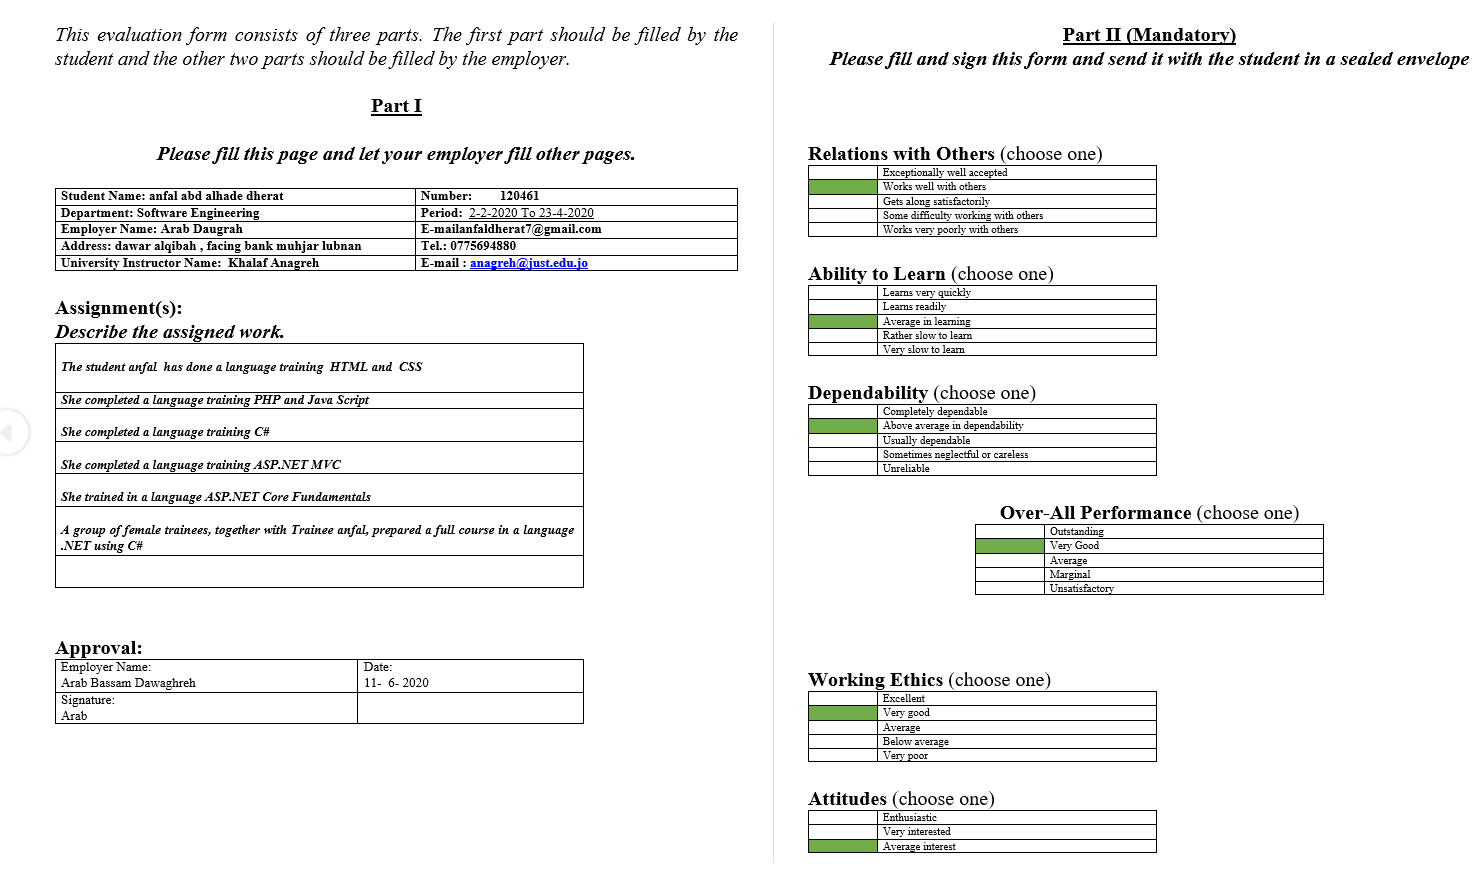 This evaluation form consists of three parts. The first part should be filled by the
student and the other two parts should be filled by the employer.
Part I
Please fill this page and let your employer fill other pages.
Student Name: anfal abd alhade dherat
Number: 120461
Department: Software Engineering
Period: 2-2-2020 To 23-4-2020
Employer Name: Arab Daugrah
E-mailanfaldherat7@gmail.com
Address: dawar alqibah , facing bank muhjar lubnan
Tel.: 0775694880
University Instructor Name: Khalaf Anagreh
E-mail : anagreh@just.edu.jo
Assignment(s):
Describe the assigned work.
The student anfal has done a language training HTML and CSS
She completed a language training PHP and Java Script
She completed a language training C#
She completed a language training ASP.NET MVC
She trained in a language ASP.NET Core Fundamentals
A group of female trainees, together with Trainee anfal, prepared a full course in a language
.NET using C#
Approval:
Employer Name:
Arab Bassam Dawaghreh
Date:
11- 6- 2020
Signature:
Arab
Part II (Mandatory)
Please fill and sign this form and send it with the student in a sealed envelope
Relations with Others (choose one)
Exceptionally well accepted
Works well with others
Gets along satisfactorily
Some difficulty working with others
Works very poorly with others
Ability to Learn (choose one)
Learns very quickly
Learns readily
Average in learning
Rather slow to learn
Very slow to learn
Dependability (choose one)
Completely dependable
Above average in dependability
Usually dependable
Sometimes neglectful or careless
Unreliable
Over-All Performance (choose one)
Outstanding
Very Good
Average
Marginal
Unsatisfactory
Working Ethics (choose one)
Excellent
Very good
Average
Below average
Very poor
Attitudes (choose one)
Enthusiastic
Very interested
Average interest